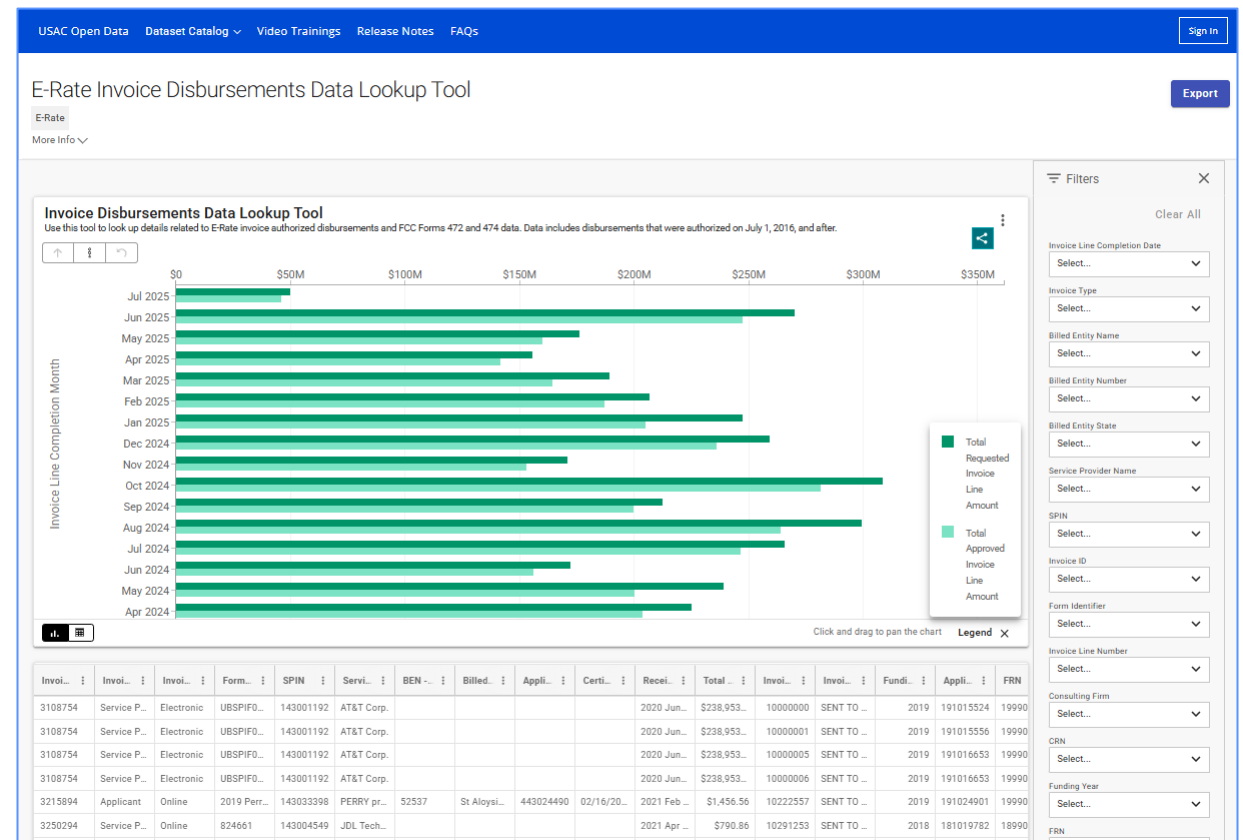 USAC Open Data Dataset Catalog Video Trainings Release Notes FAQs Sign In
E-Rate Invoice Disbursements Data Lookup Tool
Export
E-Rate
More Info
Filters
Clear All
Invoice Disbursements Data Lookup Tool
Use this tool to look up details related to E-Rate invoice authorized disbursements and FCC Forms 472 and 474 data. Data includes disbursements that were authorized on July 1, 2016, and after.
$0 $50M $100M $150M $200M $250M $300M $350M
Invoice Line Completion Month
Jul 2025
Jun 2025
May 2025
Apr 2025
Mar 2025
Feb 2025
Jan 2025
Dec 2024
Nov 2024
Oct 2024
Sep 2024
Aug 2024
Jul 2024
Jun 2024
May 2024
Apr 2024
Total
Requested
Invoice
Line
Amount
Total
Approved
Invoice
Line
Amount
Click and drag to pan the chart Legend
Invoice Line Completion Date
Select...
Invoice Type
Select...
Billed Entity Name
Select...
Billed Entity Number
Select...
Billed Entity State
Select...
Service Provider Name
Select...
SPIN
Select...
Invoice ID
Select...
Form Identifier
Select...
Invoice Line Number
Select...
Consulting Firm
Select...
CRN
Select...
Funding Year
Select...
FRN
Invoi... Invoi... Invoi... Form... SPIN Servi... BEN -... Billed... Appli... Certi... Recei... Total ... Invoi... Invoi... Fundi... Appli... FRN
3108754 Service P... Electronic UBSPIF0... 143001192 AT&T Corp. 2020 Jun... $238,953... 10000000 SENT TO ... 2019 191015524 19990
3108754 Service P... Electronic UBSPIF0... 143001192 AT&T Corp. 2020 Jun... $238,953... 10000001 SENT TO ... 2019 191015556 19990
3108754 Service P... Electronic UBSPIF0... 143001192 AT&T Corp. 2020 Jun... $238,953... 10000005 SENT TO ... 2019 191016653 19990
3108754 Service P... Electronic UBSPIF0... 143001192 AT&T Corp. 2020 Jun... $238,953... 10000006 SENT TO ... 2019 191016653 19990
3215894 Applicant Online 2019 Perr... 143033398 PERRY pr... 52537 St Aloysi... 443024490 02/16/20... 2021 Feb ... $1,456.56 10222557 SENT TO ... 2019 191024901 19990
3250294 Service P... Online 824661 143004549 JDL Tech... 2021 Apr ... $790.86 10291253 SENT TO ... 2018 181019782 18990